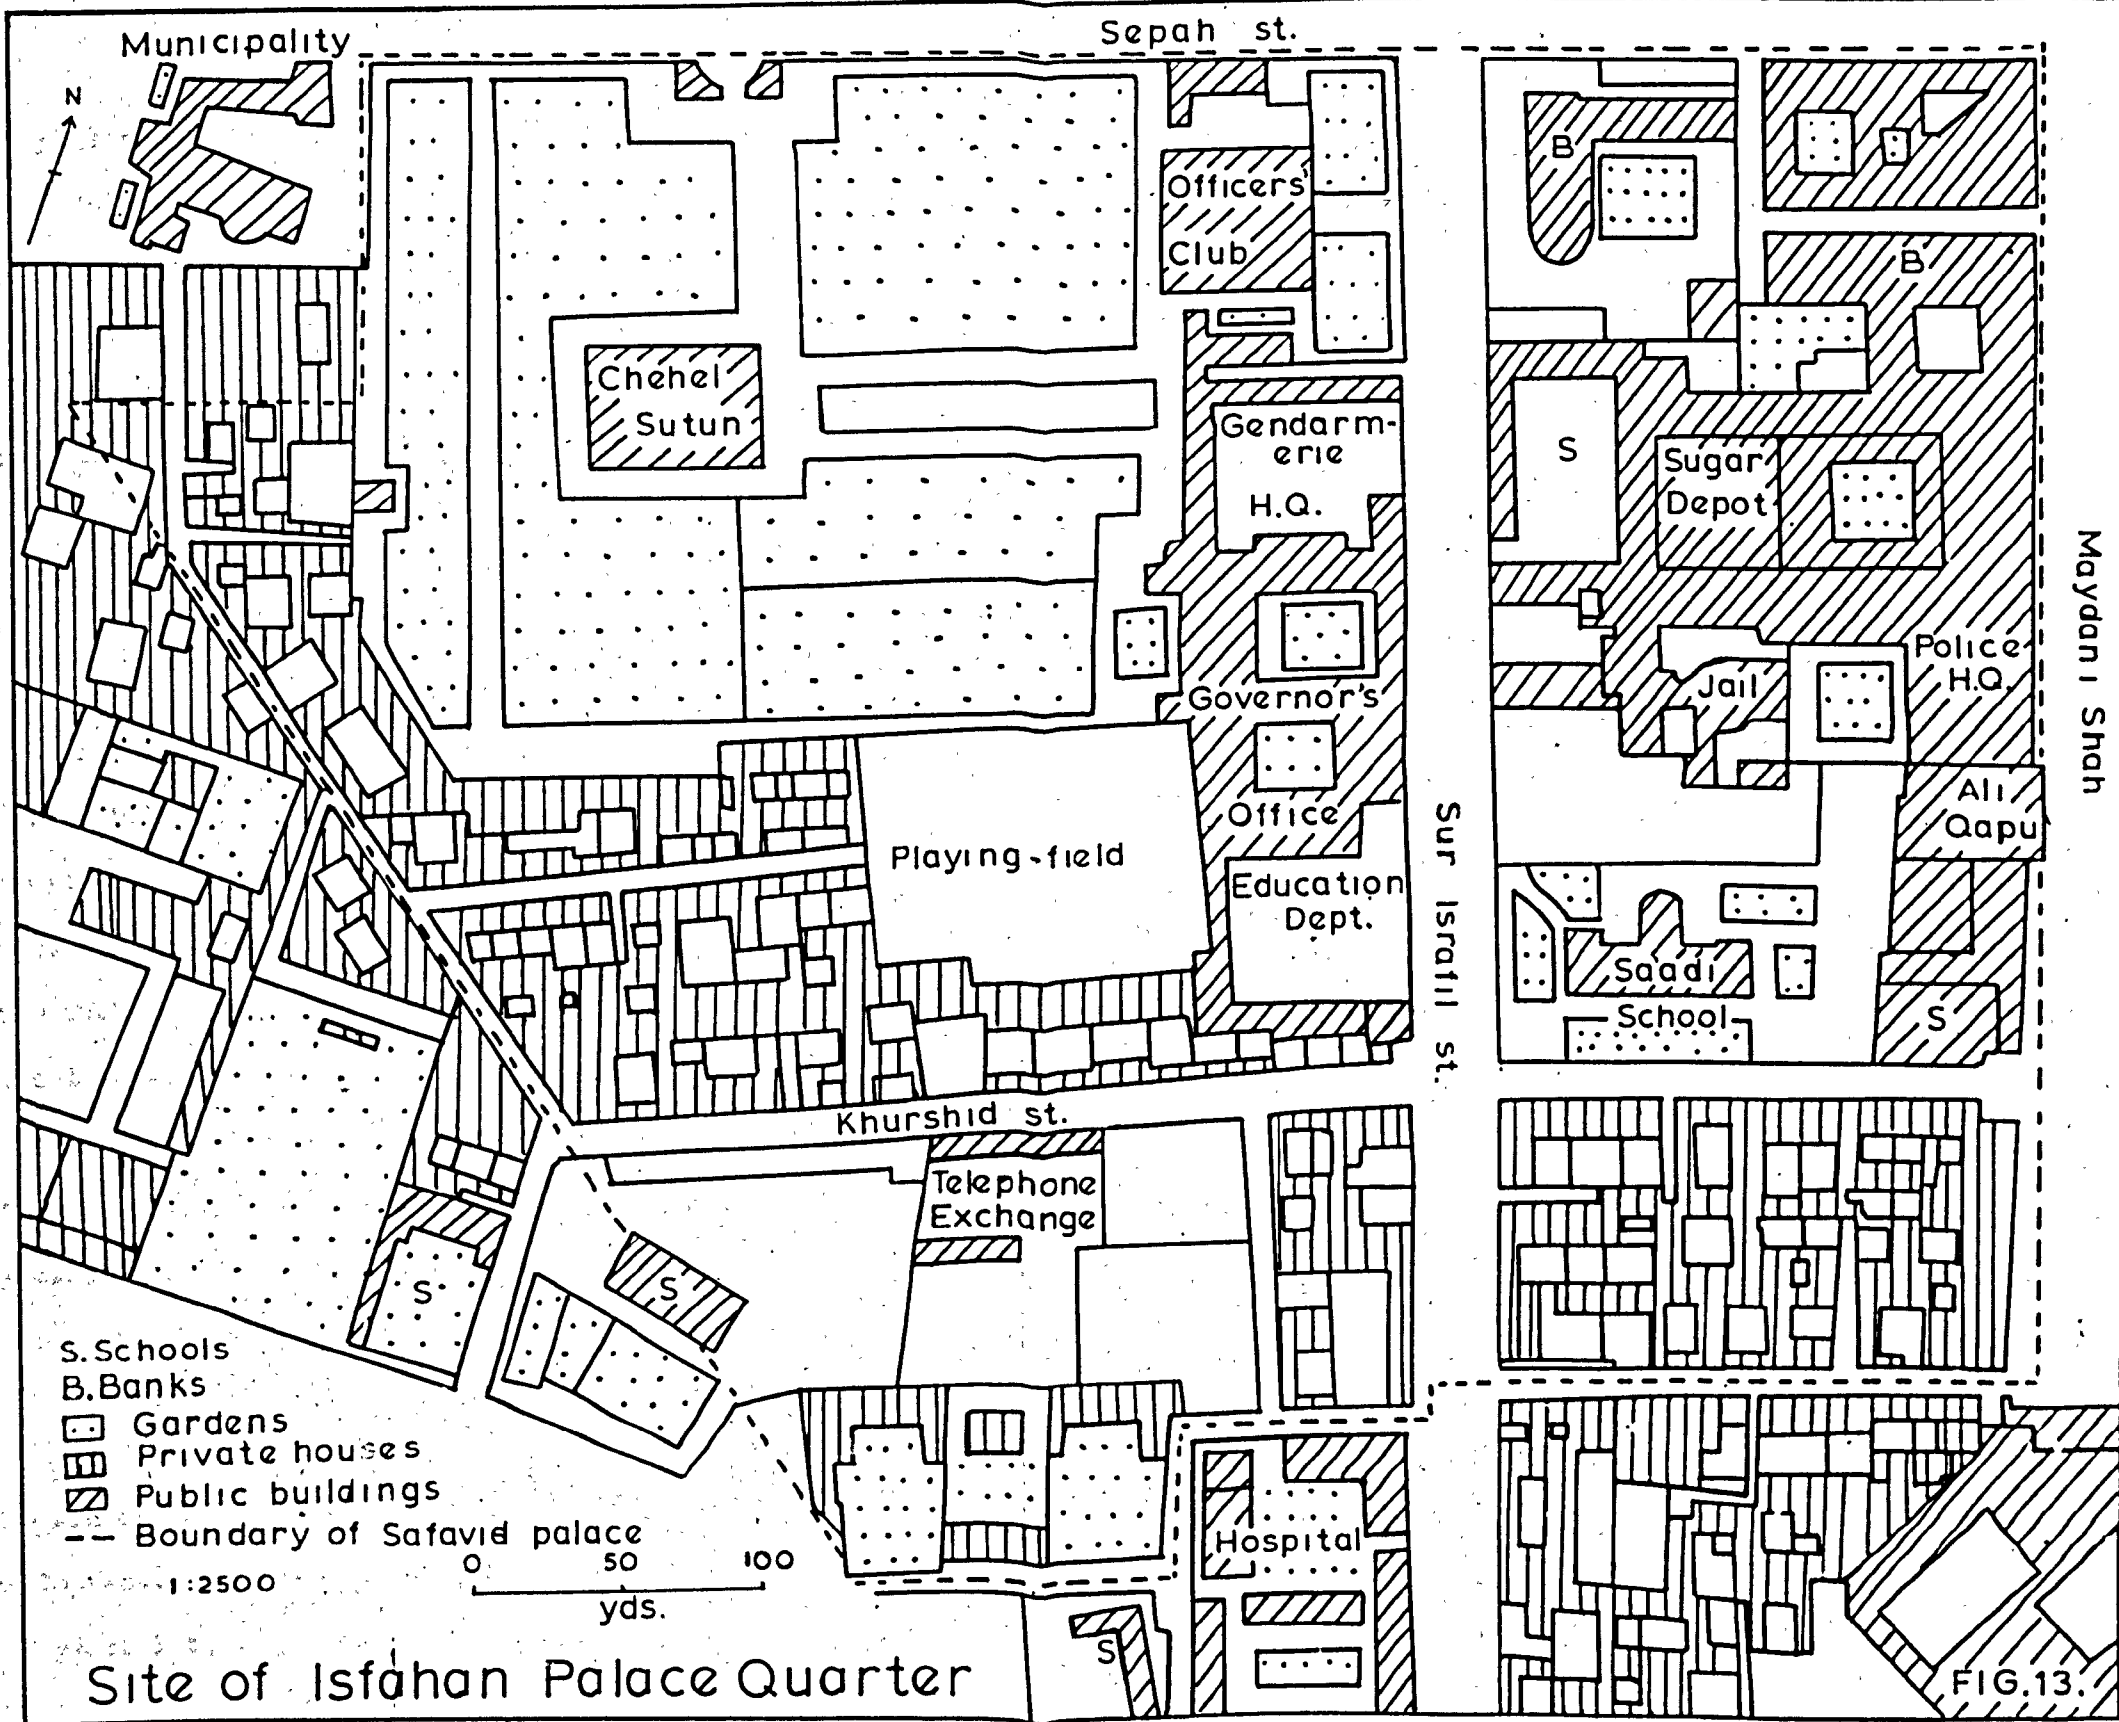 Sepah st.
Municipality
N
B
Officers'
Club
B
Chehel
Sutun
Gendarm-
erie
H.Q.
S
Sugar
Depot
Maydan i Shah
Police
H.Q.
Jail
Governor's
Office
Ali
Qapu
Playing-field
Sur Israfil st.
Education
Dept.
Saadi
School
S
Khurshid st.
Telephone
Exchange
S
S
S. Schools
B. Banks
Gardens
Private houses
Public buildings
Boundary of Safavid palace
1:2500
0 50 100
yds.
Hospital
S
Site of Isfahan Palace Quarter
FIG.13.